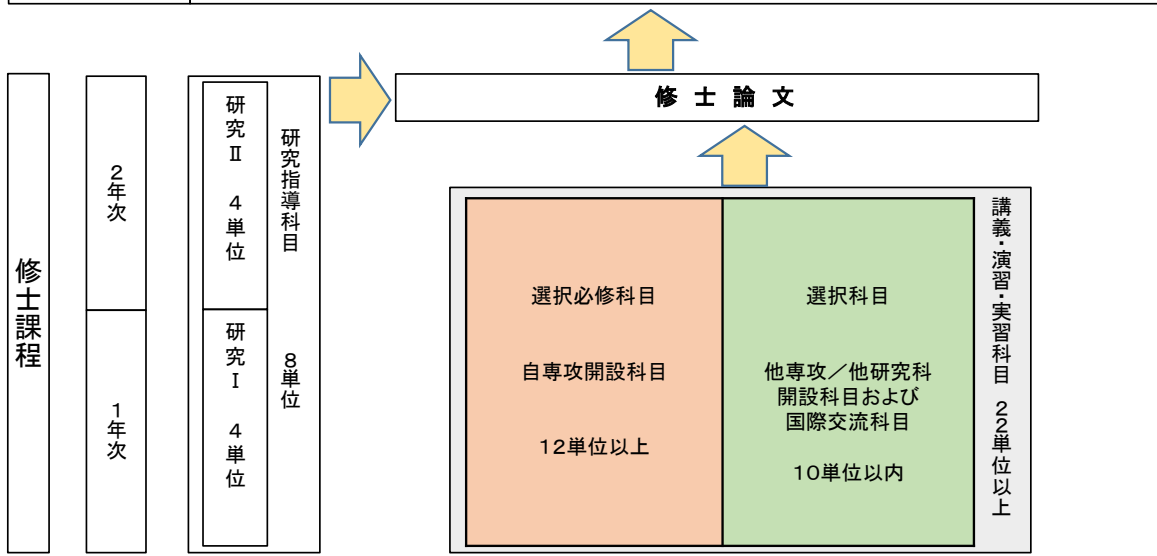 修士論文
修士課程
2年次
1年次
研究Ⅱ 4単位
研究Ⅰ 4単位
研究指導科目 8単位
選択必修科目
自専攻開設科目
12単位以上
選択科目
他専攻／他研究科
開設科目および
国際交流科目
10単位以内
講義・演習・実習科目 22単位以上